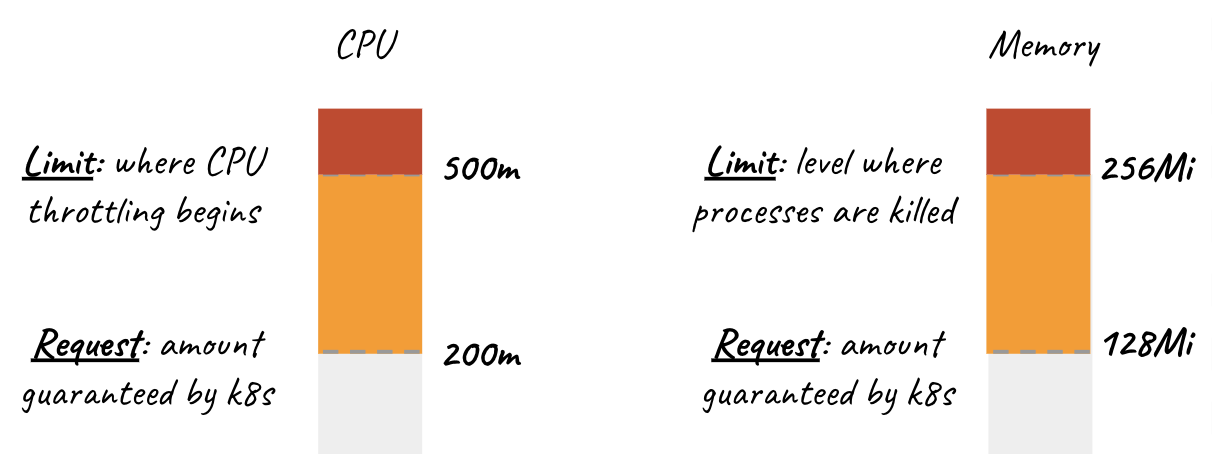 CPU
Limit: where CPU
throttling begins
500m
Request: amount
guaranteed by k8s
200m
Memory
Limit: level where
processes are killed
256Mi
Request: amount
guaranteed by k8s
128Mi